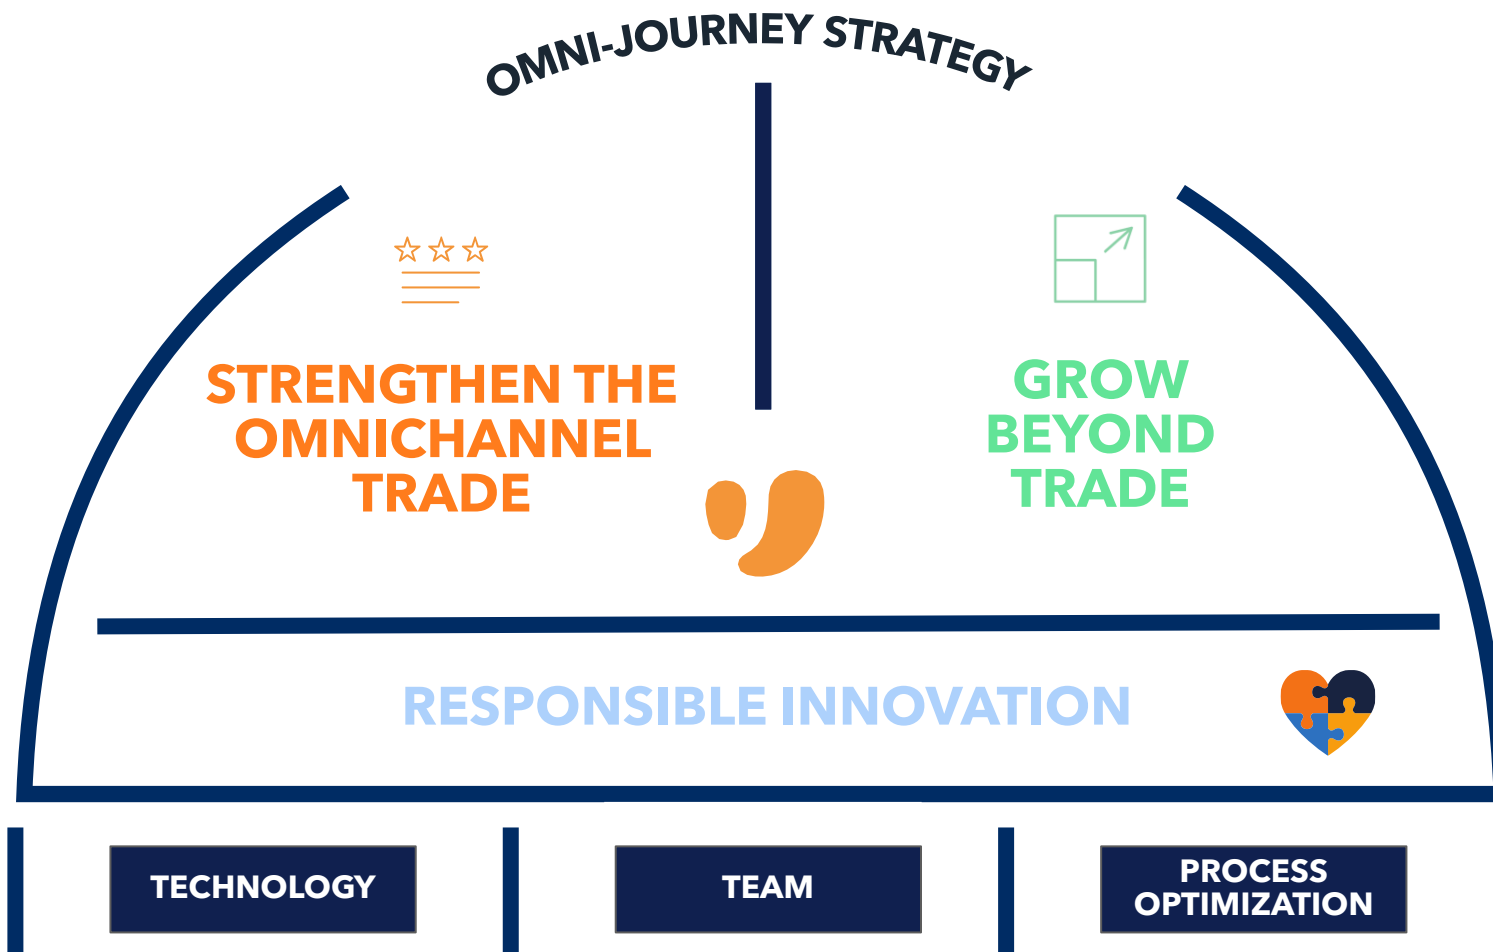 OMNI-JOURNEY STRATEGY
STRENGTHEN THE
OMNICHANNEL
TRADE
GROW
BEYOND
TRADE
RESPONSIBLE INNOVATION
TECHNOLOGY
TEAM
PROCESS
OPTIMIZATION